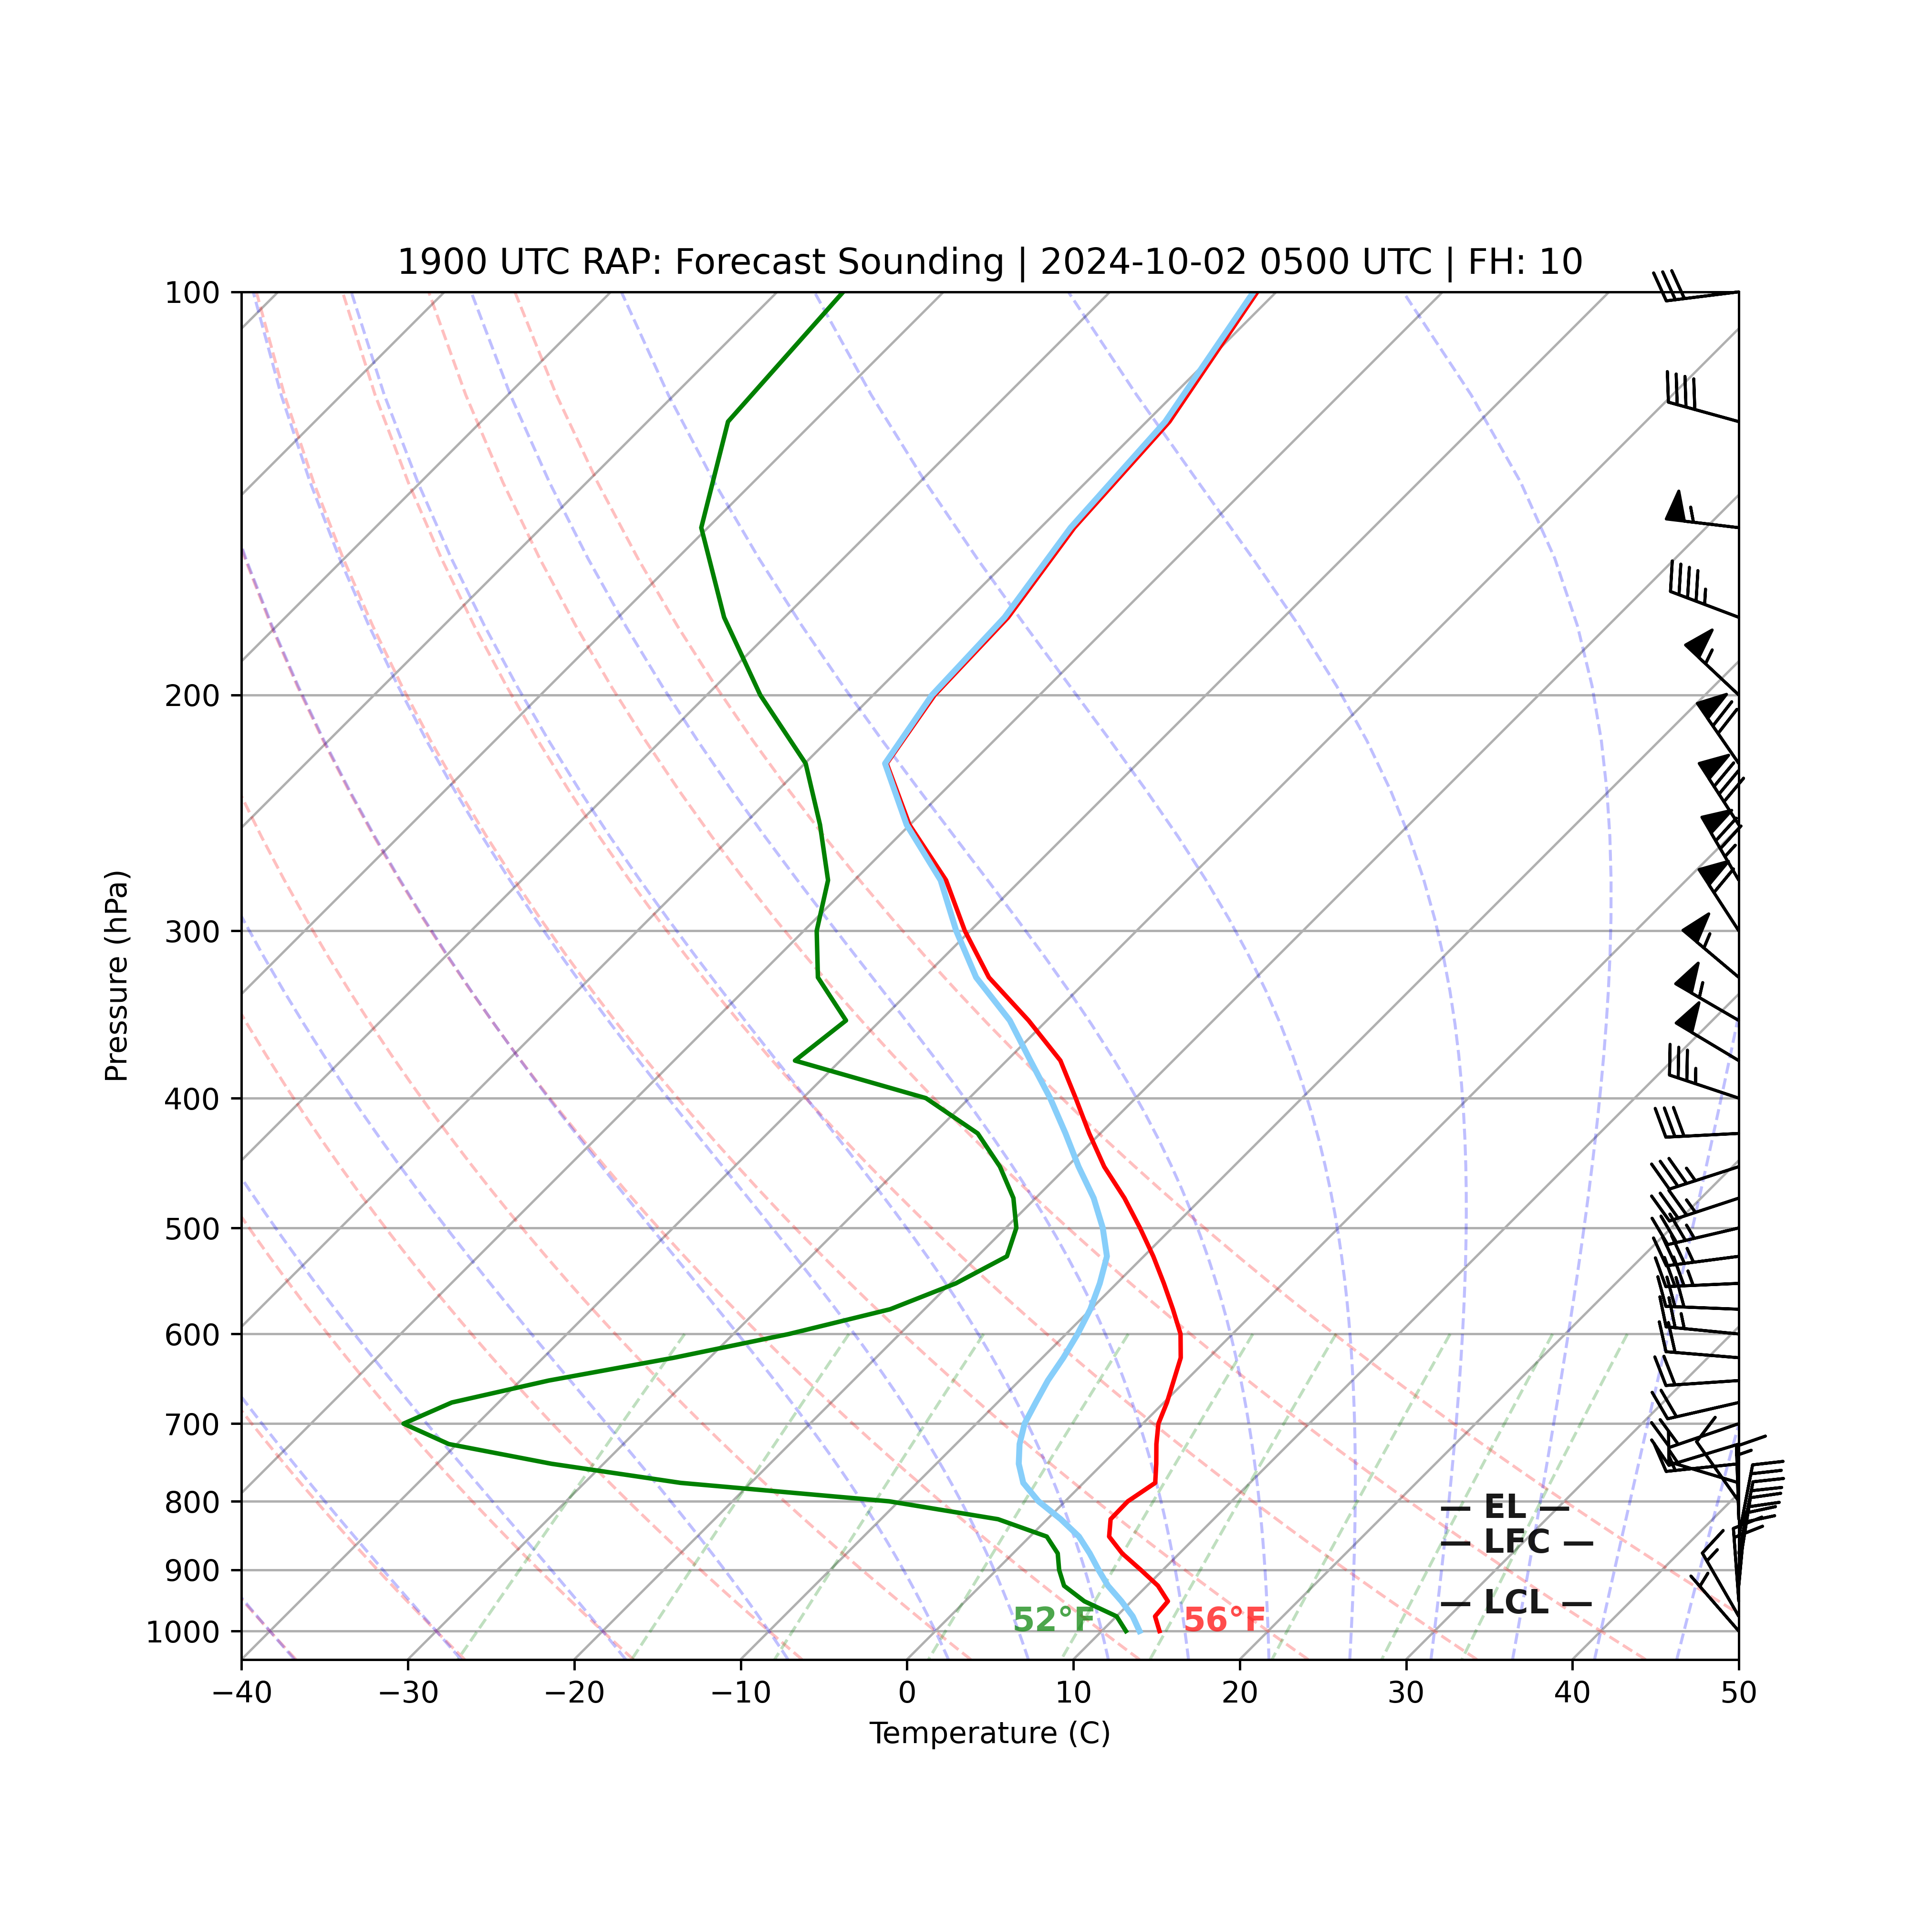 1900 UTC RAP: Forecast Sounding | 2024-10-02 0500 UTC | FH: 10
100
200
300
400
500
600
700
800
900
1000
Pressure (hPa)
— EL —
— LFC —
— LCL —
52°F
56°F
−40 −30 −20 −10 0 10 20 30 40 50
Temperature (C)